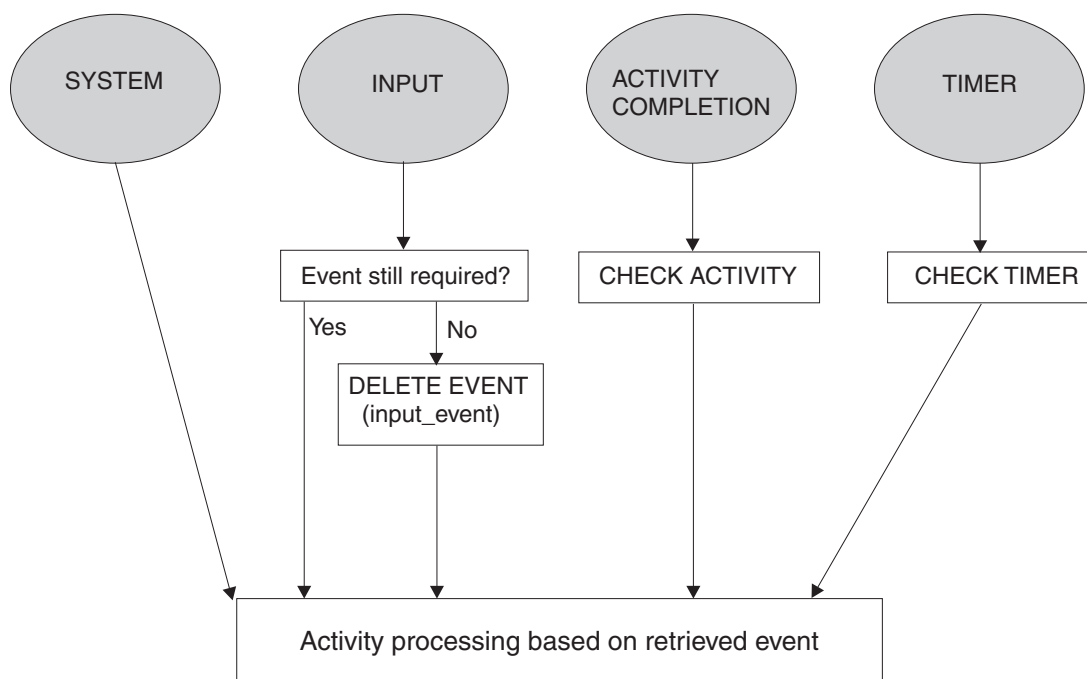 SYSTEM
INPUT
ACTIVITY
COMPLETION
TIMER
Event still required?
CHECK ACTIVITY
CHECK TIMER
Yes
No
DELETE EVENT
(input_event)
Activity processing based on retrieved event